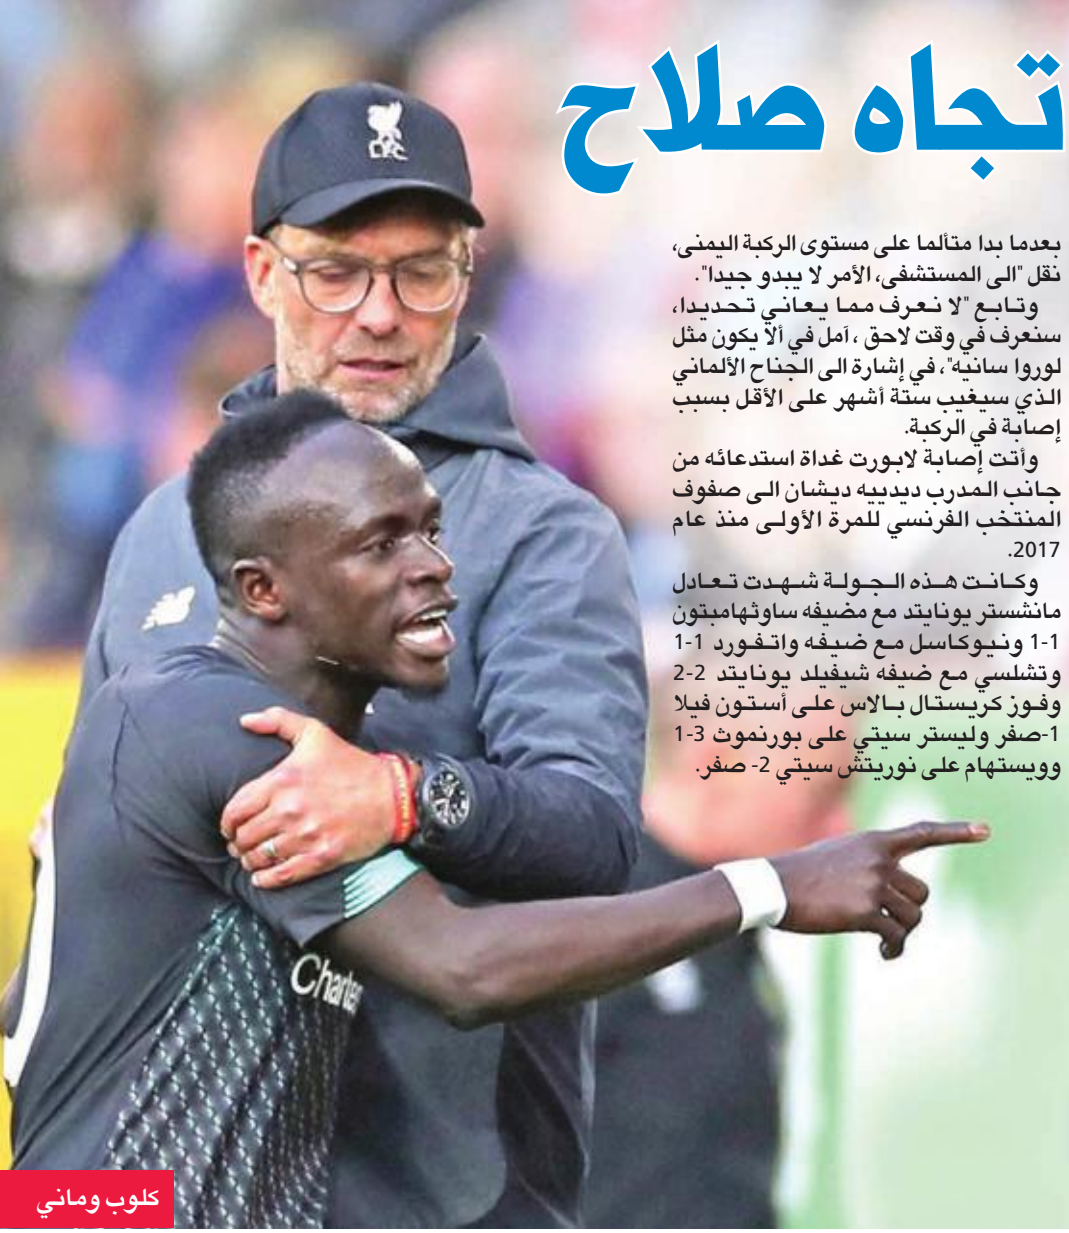 تجاه صلاح
بعدما بدا متألما على مستوى الركبة اليمنى،
نقل "الى المستشفى، الأمر لا يبدو جيدا".
وتابع "لا نعرف مما يعاني تحديدا،
سنعرف في وقت لاحق ، آمل في ألا يكون مثل
لوروا سانيه"، في إشارة الى الجناح الألماني
الذي سيغيب ستة أشهر على الأقل بسبب
إصابة في الركبة.
وأتت إصابة لابورت غداة استدعائه من
جانب المدرب ديدييه ديشان الى صفوف
المنتخب الفرنسي للمرة الأولى منذ عام
2017.
وكانت هذه الجولة شهدت تعادل
مانشستر يونايتد مع مضيفه ساوثهامبتون
1-1 ونيوكاسل مع ضيفه واتفورد 1-1
وتشلسي مع ضيفه شيفيلد يونايتد 2-2
وفوز كريستال بالاس على أستون فيلا
1-صفر وليستر سيتي على بورنموث 3-1
وويستهام على نوريتش سيتي 2- صفر.
LFC
nb
Charte
كلوب وماني